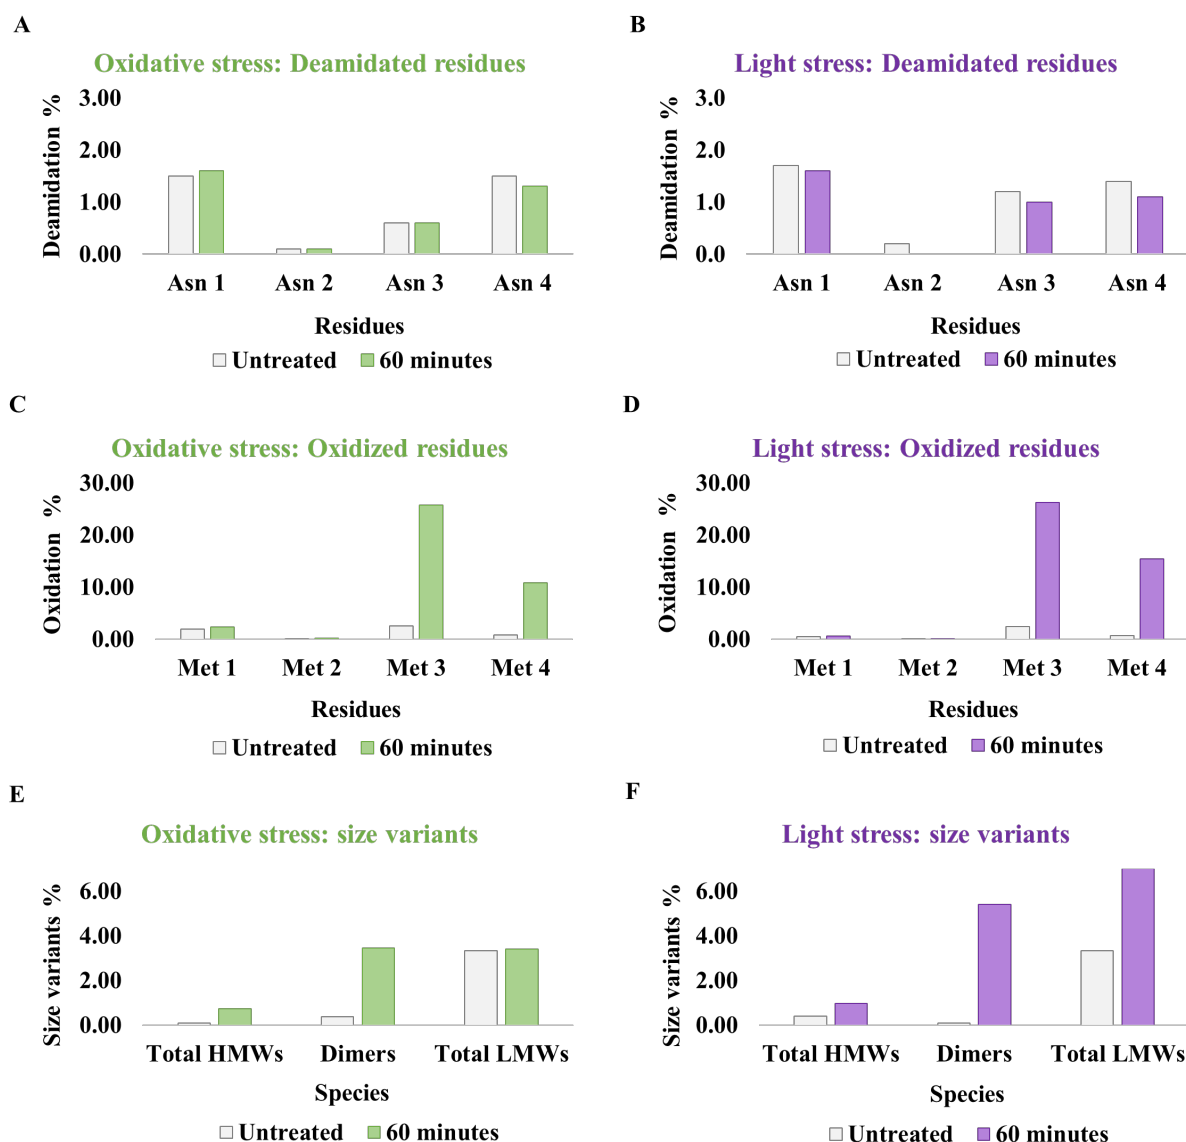 A
Oxidative stress: Deamidated residues
Deamidation %
3.00
2.00
1.00
0.00
Asn 1 Asn 2 Asn 3 Asn 4
Residues
Untreated 60 minutes
B
Light stress: Deamidated residues
Deamidation %
3.0
2.0
1.0
0.0
Asn 1 Asn 2 Asn 3 Asn 4
Residues
Untreated 60 minutes
C
Oxidative stress: Oxidized residues
Oxidation %
30.00
20.00
10.00
0.00
Met 1 Met 2 Met 3 Met 4
Residues
Untreated 60 minutes
D
Light stress: Oxidized residues
Oxidation %
30.00
20.00
10.00
0.00
Met 1 Met 2 Met 3 Met 4
Residues
Untreated 60 minutes
E
Oxidative stress: size variants
Size variants %
6.00
4.00
2.00
0.00
Total HMWs Dimers Total LMWs
Species
Untreated 60 minutes
F
Light stress: size variants
Size variants %
6.00
4.00
2.00
0.00
Total HMWs Dimers Total LMWs
Species
Untreated 60 minutes